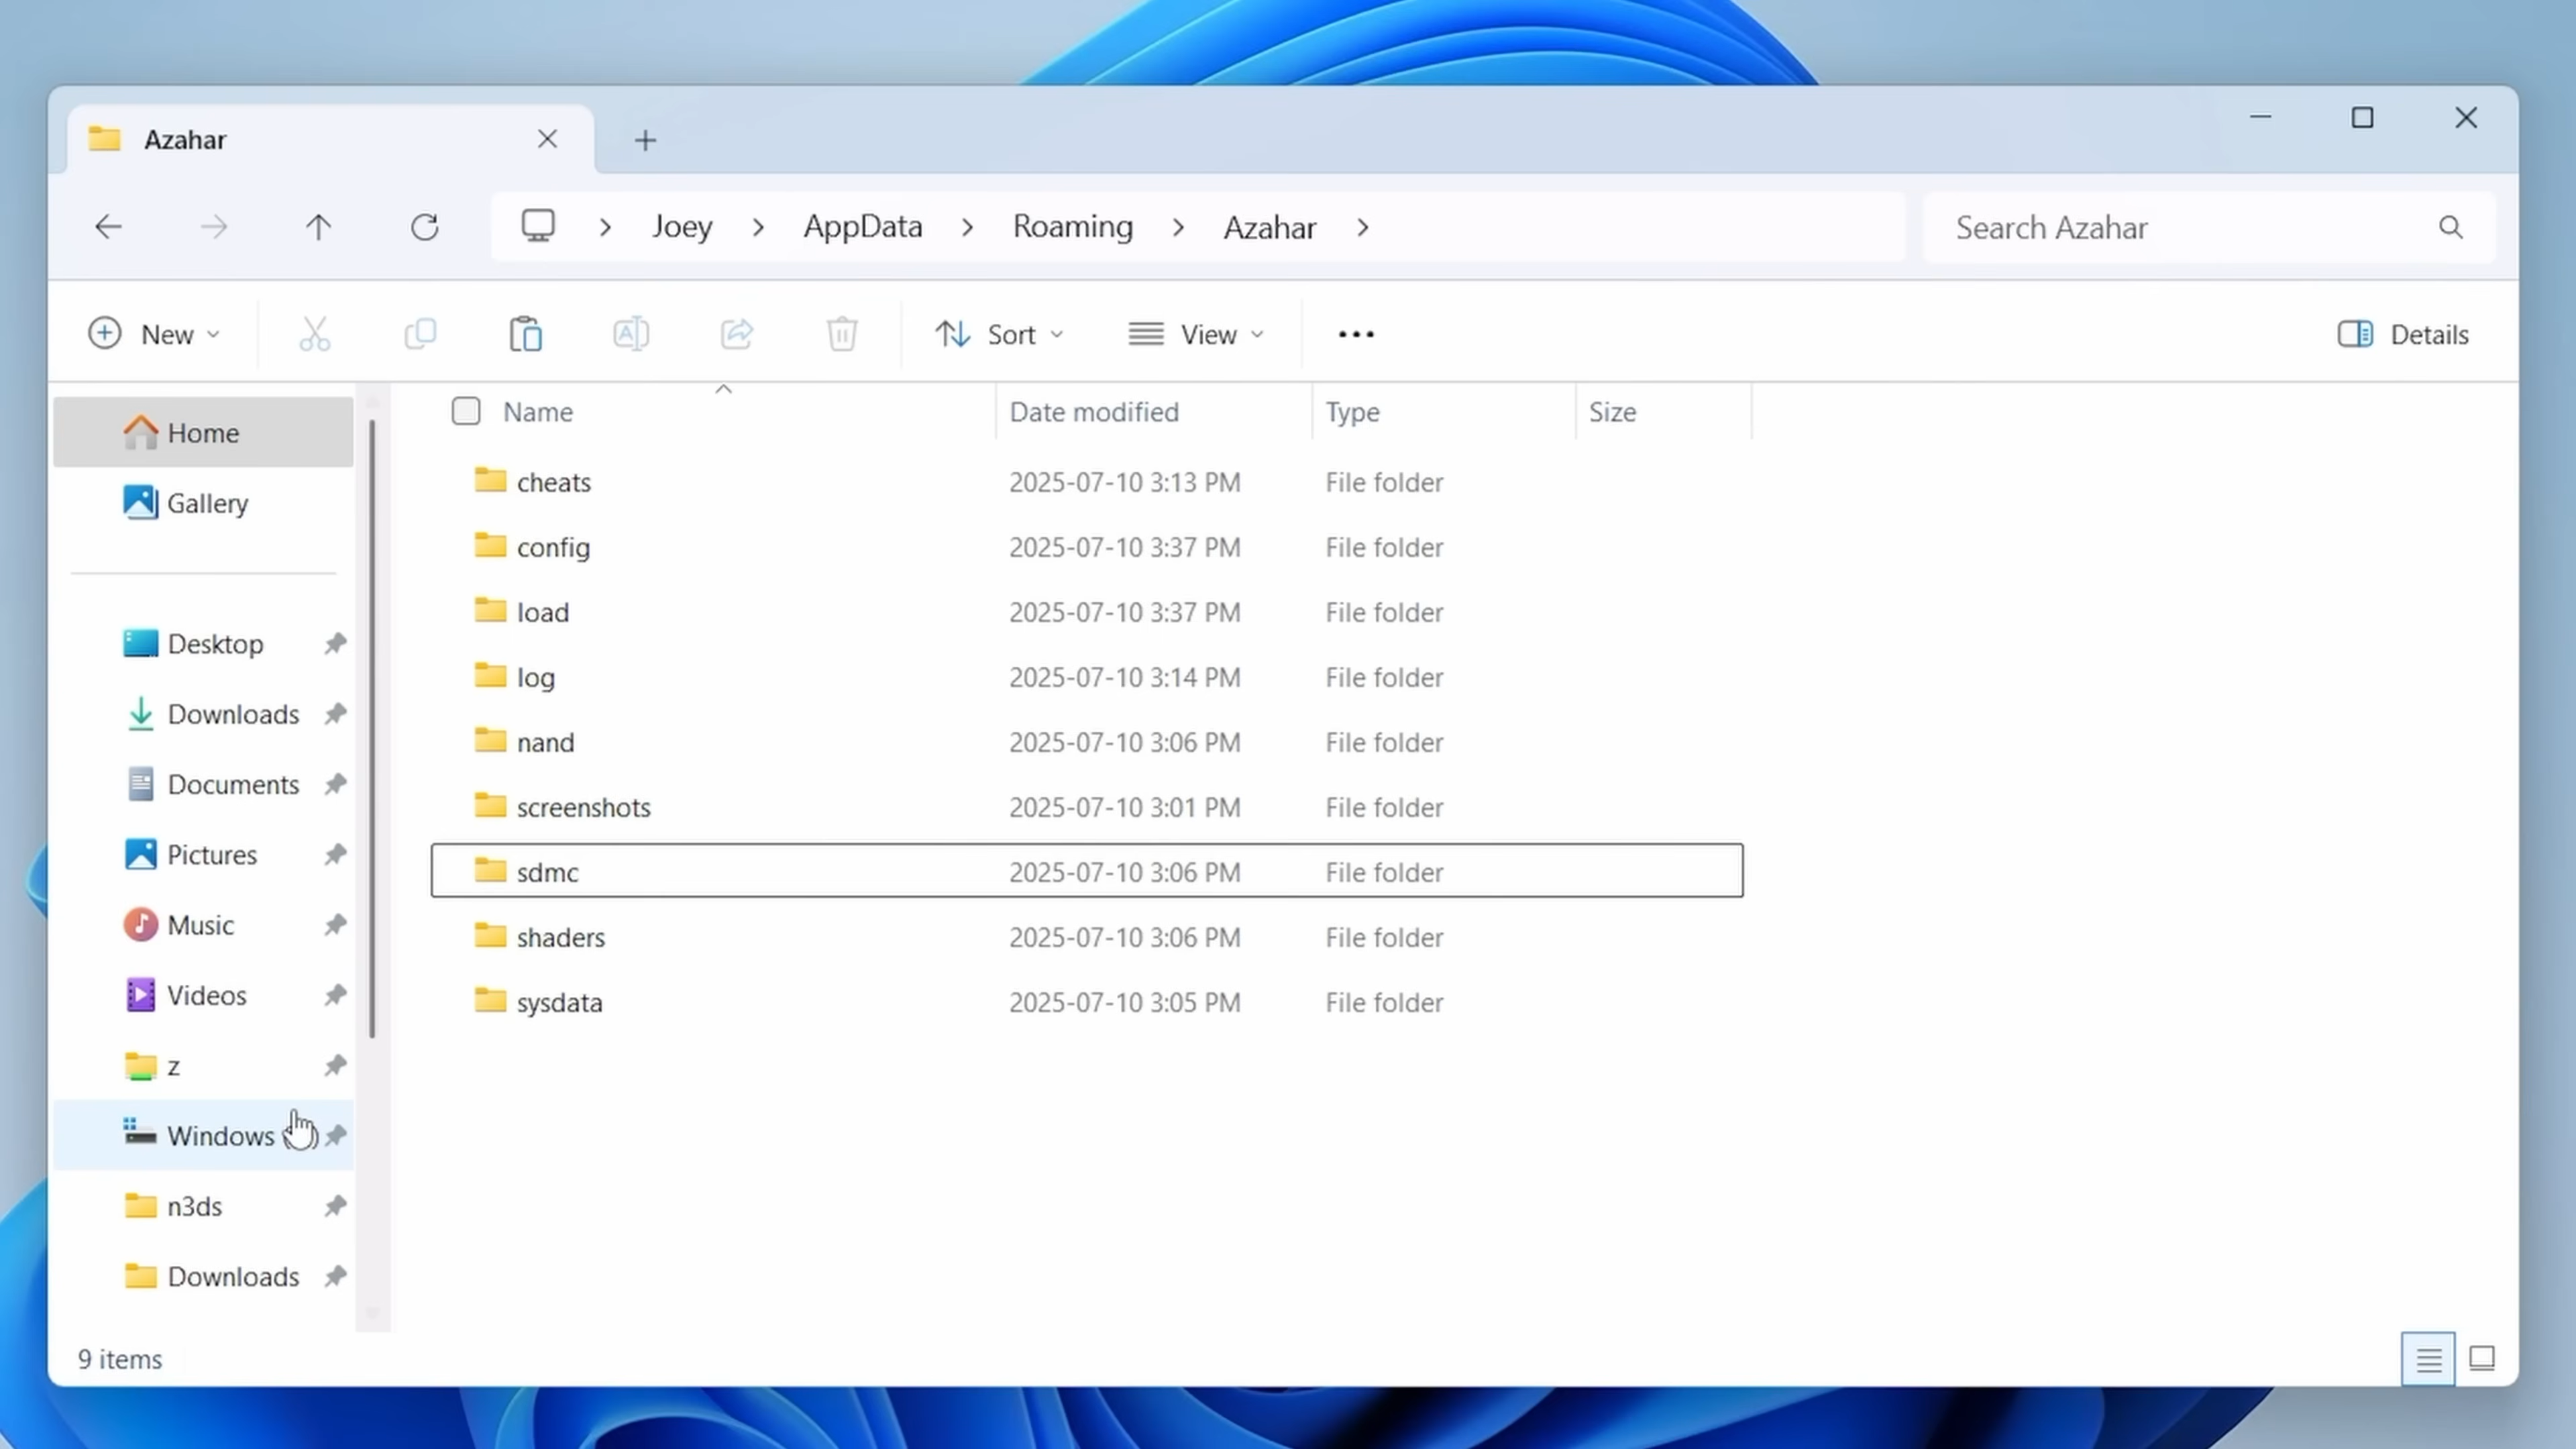 Azahar
Joey
AppData
Roaming
Azahar
Search Azahar
New
Sort
View
Details
Name
Date modified
Type
Size
Home
Gallery
Desktop
Downloads
Documents
Pictures
Music
Videos
z
Windows
n3ds
Downloads
cheats 2025-07-10 3:13 PM File folder
config 2025-07-10 3:37 PM File folder
load 2025-07-10 3:37 PM File folder
log 2025-07-10 3:14 PM File folder
nand 2025-07-10 3:06 PM File folder
screenshots 2025-07-10 3:01 PM File folder
sdmc 2025-07-10 3:06 PM File folder
shaders 2025-07-10 3:06 PM File folder
sysdata 2025-07-10 3:05 PM File folder
9 items